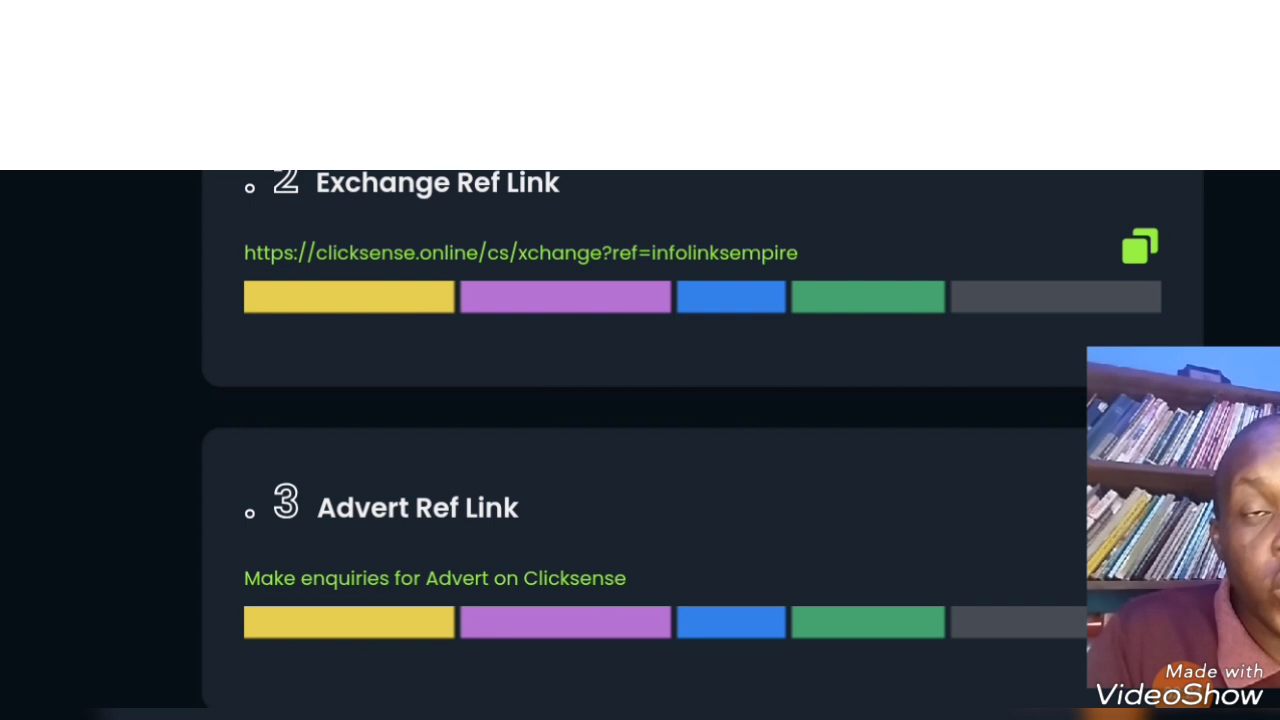 2 Exchange Ref Link
https://clicksense.online/cs/xchange?ref=infolinksempire
3 Advert Ref Link
Make enquiries for Advert on Clicksense
Made with
VideoShow